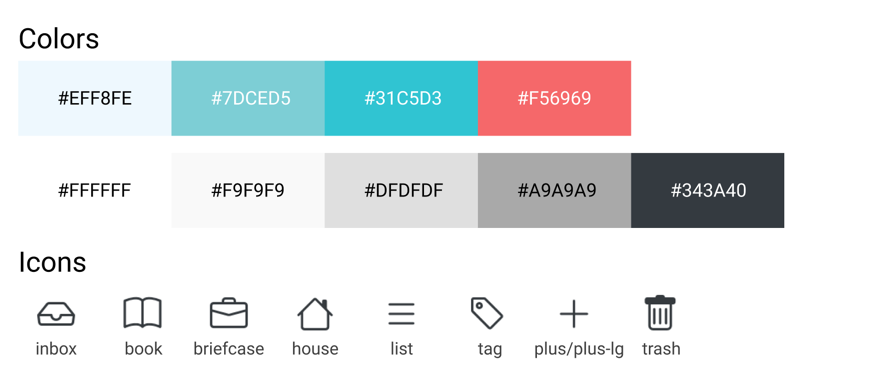 Colors
#EFF8FE #7DCED5 #31C5D3 #F56969
#FFFFFF #F9F9F9 #DFDFDF #A9A9A9 #343A40
Icons
inbox book briefcase house list tag plus/plus-lg trash